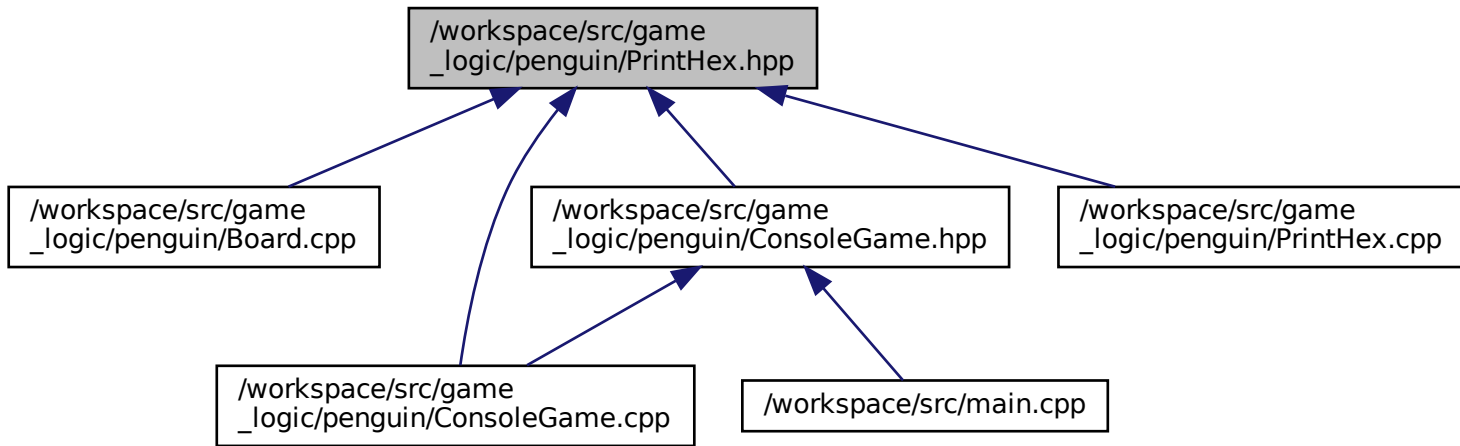 /workspace/src/game
_logic/penguin/PrintHex.hpp
/workspace/src/game
_logic/penguin/Board.cpp
/workspace/src/game
_logic/penguin/ConsoleGame.hpp
/workspace/src/game
_logic/penguin/PrintHex.cpp
/workspace/src/game
_logic/penguin/ConsoleGame.cpp
/workspace/src/main.cpp